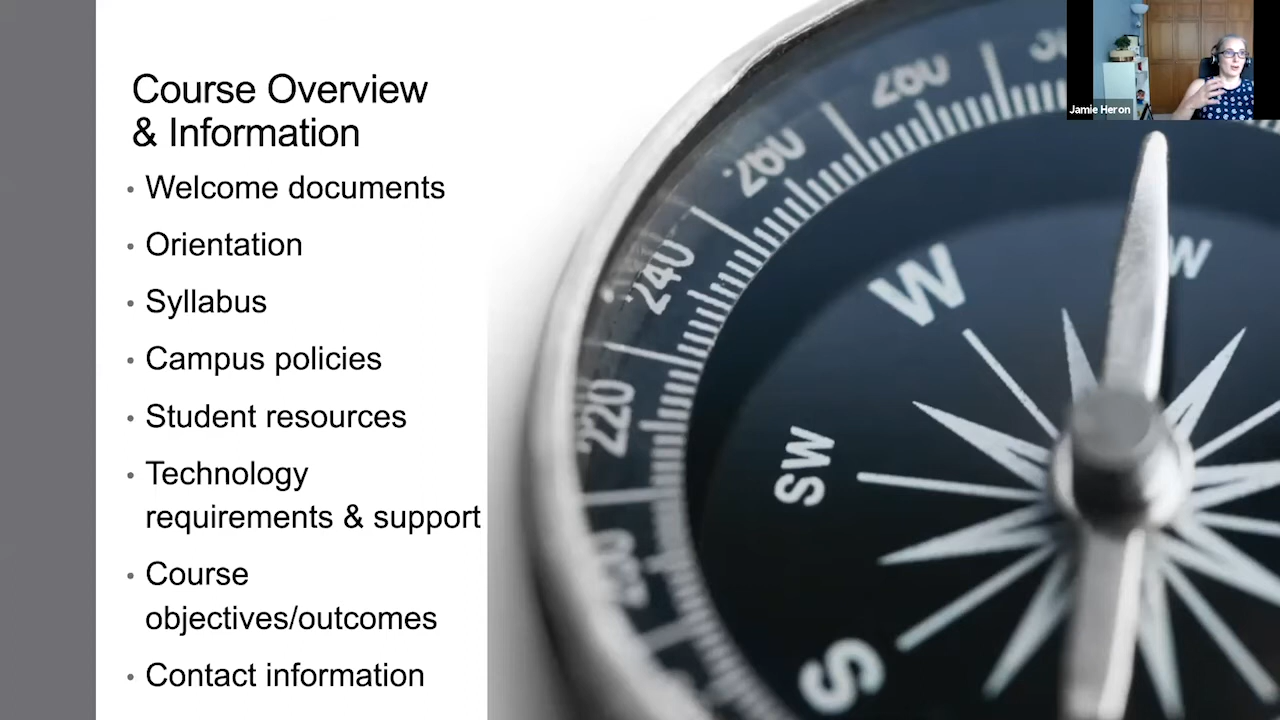 Course Overview
& Information
• Welcome documents
• Orientation
• Syllabus
• Campus policies
• Student resources
• Technology
requirements & support
• Course
objectives/outcomes
• Contact information
Jamie Heron
280
260
240
220
W
SW
S